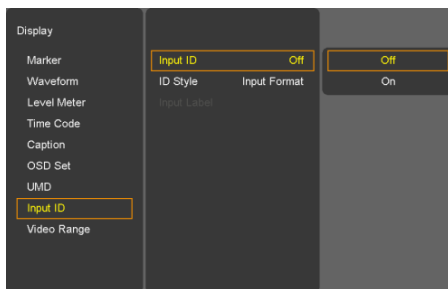 Display
Marker
Waveform
Level Meter
Time Code
Caption
OSD Set
UMD
Input ID
Video Range
Input ID Off
ID Style Input Format
Input Label
Off
On